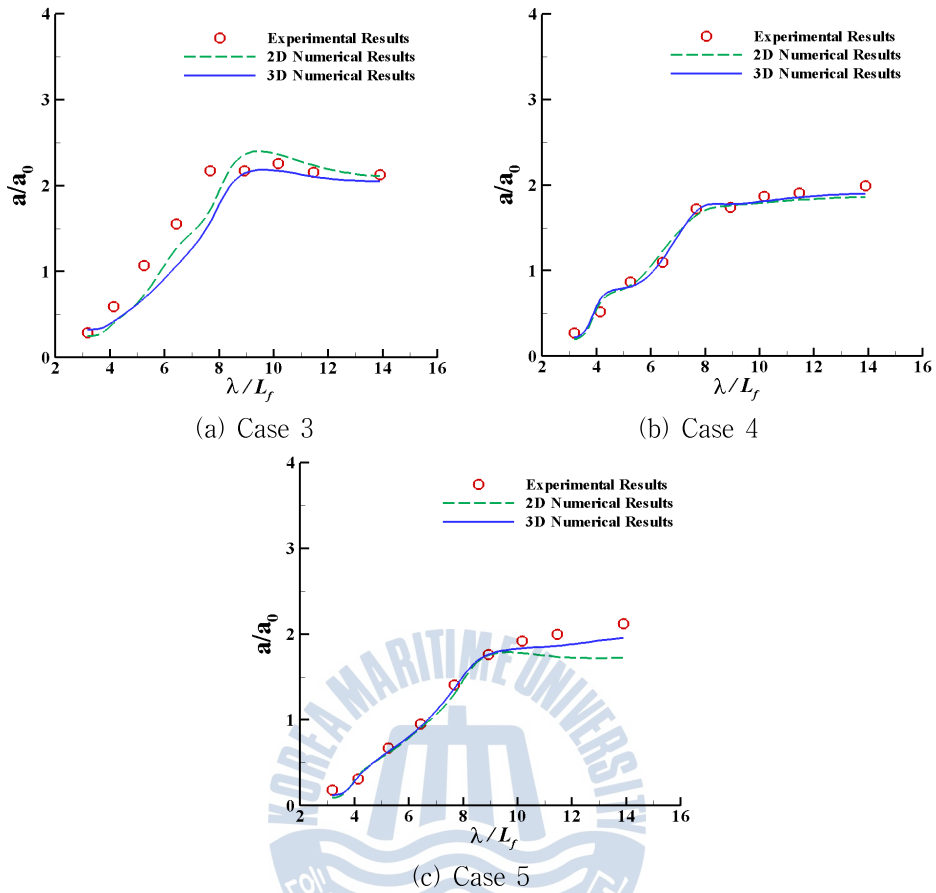 4
3
2
1
0
a/a0
Experimental Results
2D Numerical Results
3D Numerical Results
2 4 6 8 10 12 14 16
λ / Lf
(a) Case 3
4
3
2
1
0
a/a0
Experimental Results
2D Numerical Results
3D Numerical Results
2 4 6 8 10 12 14 16
λ / Lf
(b) Case 4
4
3
2
1
0
a/a0
Experimental Results
2D Numerical Results
3D Numerical Results
2 4 6 8 10 12 14 16
λ / Lf
(c) Case 5
KOREA MARITIME UNIVERSITY